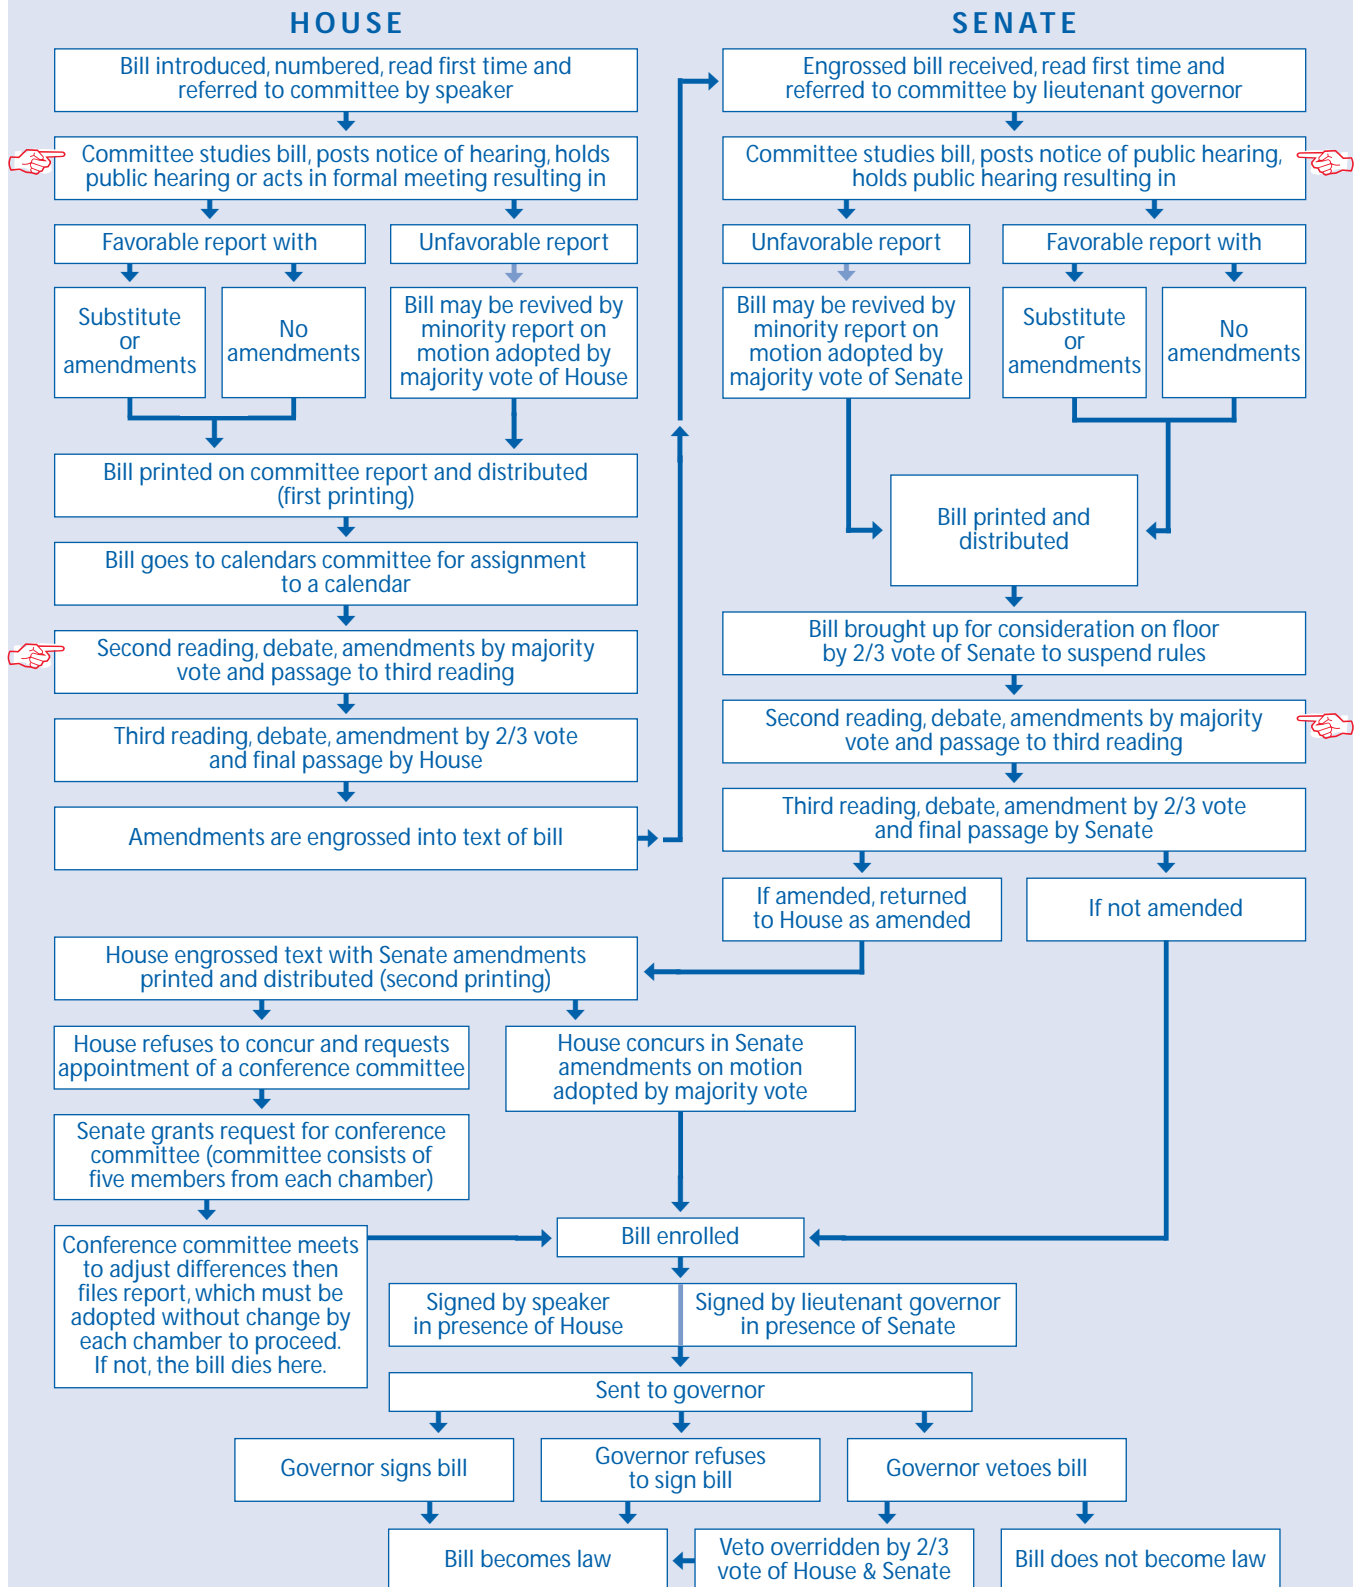 HOUSE
Bill introduced, numbered, read first time and
referred to committee by speaker
Committee studies bill, posts notice of hearing, holds
public hearing or acts in formal meeting resulting in
Favorable report with
Unfavorable report
Substitute
or
amendments
No
amendments
Bill may be revived by
minority report on
motion adopted by
majority vote of House
Bill printed on committee report and distributed
(first printing)
Bill goes to calendars committee for assignment
to a calendar
Second reading, debate, amendments by majority
vote and passage to third reading
Third reading, debate, amendment by 2/3 vote
and final passage by House
Amendments are engrossed into text of bill
SENATE
Engrossed bill received, read first time and
referred to committee by lieutenant governor
Committee studies bill, posts notice of public hearing,
holds public hearing resulting in
Unfavorable report
Favorable report with
Bill may be revived by
minority report on
motion adopted by
majority vote of Senate
Substitute
or
amendments
No
amendments
Bill printed and
distributed
Bill brought up for consideration on floor
by 2/3 vote of Senate to suspend rules
Second reading, debate, amendments by majority
vote and passage to third reading
Third reading, debate, amendment by 2/3 vote
and final passage by Senate
If amended, returned
to House as amended
If not amended
House engrossed text with Senate amendments
printed and distributed (second printing)
House refuses to concur and requests
appointment of a conference committee
House concurs in Senate
amendments on motion
adopted by majority vote
Senate grants request for conference
committee (committee consists of
five members from each chamber)
Conference committee meets
to adjust differences then
files report, which must be
adopted without change by
each chamber to proceed.
If not, the bill dies here.
Bill enrolled
Signed by speaker
in presence of House
Signed by lieutenant governor
in presence of Senate
Sent to governor
Governor signs bill
Governor refuses
to sign bill
Governor vetoes bill
Bill becomes law
Veto overridden by 2/3
vote of House & Senate
Bill does not become law